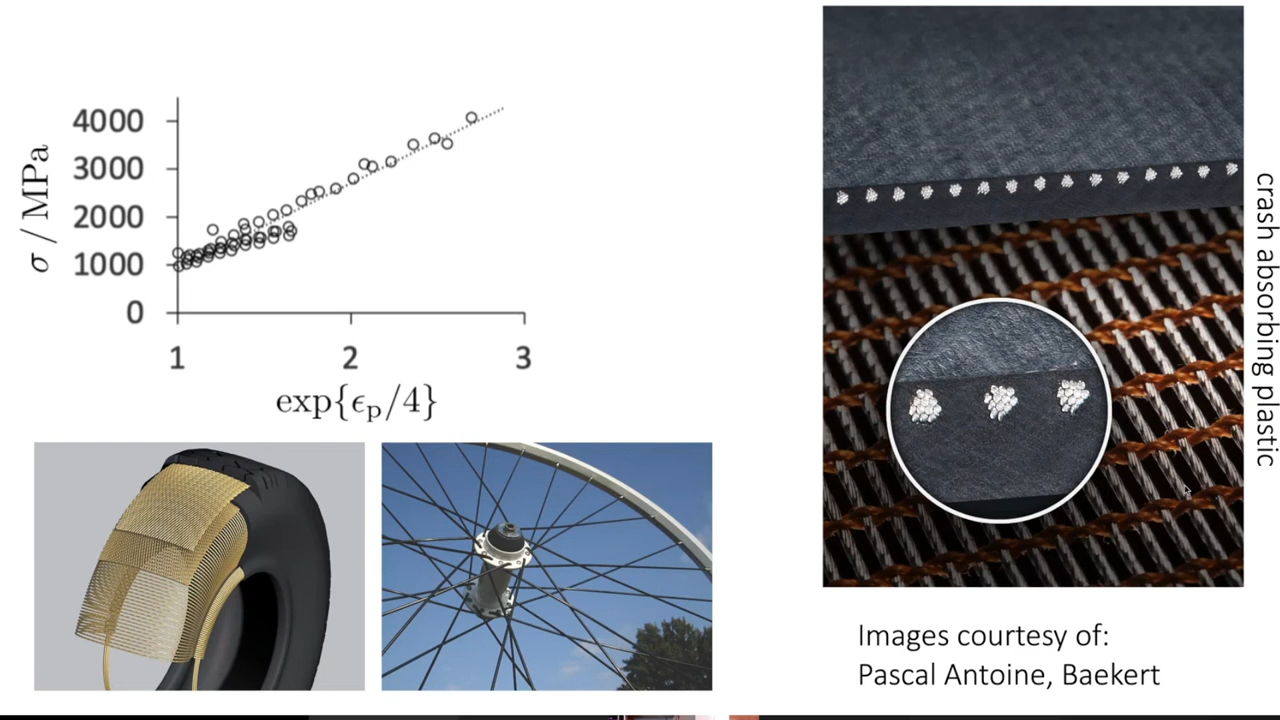 4000
3000
2000
1000
0
σ / MPa
1 2 3
exp{ϵp/4}
crash absorbing plastic
Images courtesy of:
Pascal Antoine, Baekert